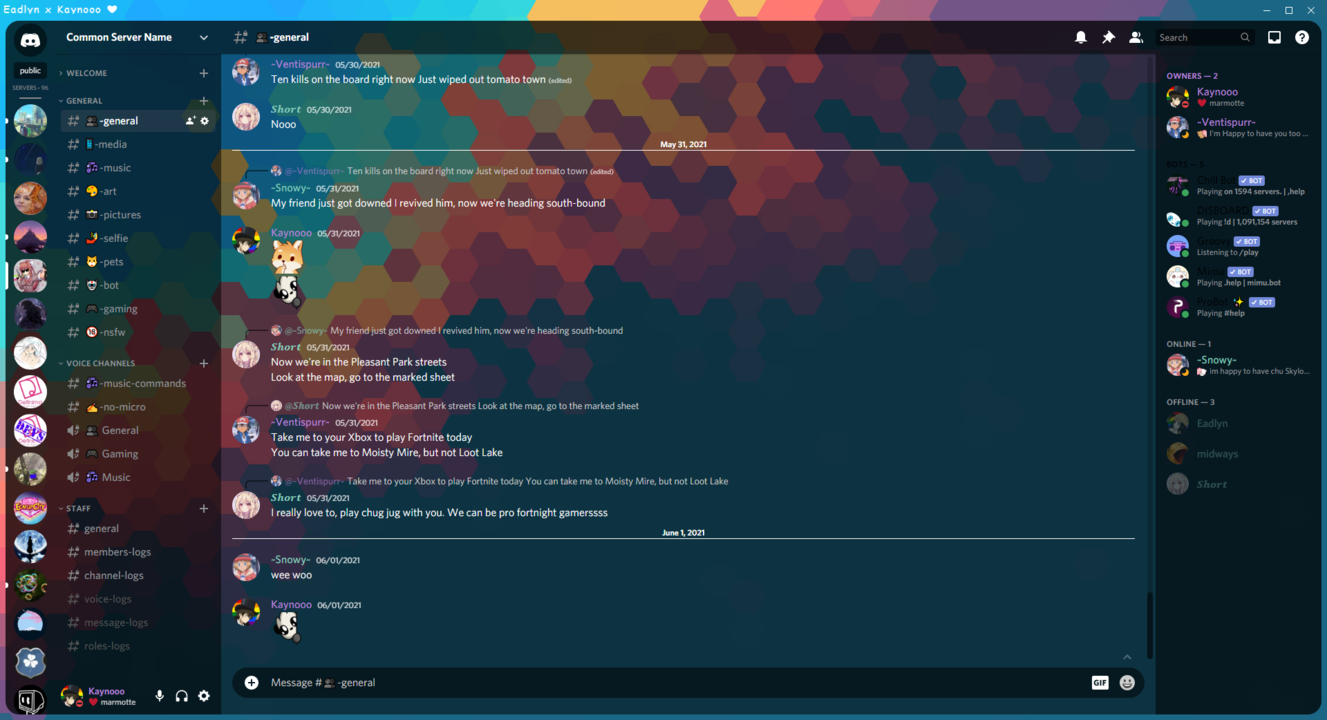 Eadlyn x Kaynooo ♥
public
SERVERS - 96
Common Server Name
WELCOME
GENERAL
-general
-media
-music
-art
-pictures
-selfie
-pets
-bot
-gaming
-nsfw
VOICE CHANNELS
-music-commands
-no-micro
General
Gaming
Music
STAFF
general
members-logs
channel-logs
voice-logs
message-logs
roles-logs
Kaynooo
marmotte
-general
Search
-Ventispurr- 05/30/2021
Ten kills on the board right now Just wiped out tomato town (edited)
Short 05/30/2021
Nooo
May 31, 2021
@-Ventispurr- Ten kills on the board right now Just wiped out tomato town (edited)
-Snowy- 05/31/2021
My friend just got downed I revived him, now we're heading south-bound
Kaynooo 05/31/2021
@-Snowy- My friend just got downed I revived him, now we're heading south-bound
Short 05/31/2021
Now we're in the Pleasant Park streets
Look at the map, go to the marked sheet
@Short Now we're in the Pleasant Park streets Look at the map, go to the marked sheet
-Ventispurr- 05/31/2021
Take me to your Xbox to play Fortnite today
You can take me to Moisty Mire, but not Loot Lake
@-Ventispurr- Take me to your Xbox to play Fortnite today You can take me to Moisty Mire, but not Loot Lake
Short 05/31/2021
I really love to, play chug jug with you. We can be pro fortnight gamerssss
June 1, 2021
-Snowy- 06/01/2021
wee woo
Kaynooo 06/01/2021
Message # -general
GIF
OWNERS — 2
Kaynooo
marmotte
-Ventispurr-
I'm Happy to have you too ...
BOTS — 5
Chill Bot BOT
Playing on 1594 servers. | ,help
DISBOARD BOT
Playing !d | 1,091,154 servers
Groovy BOT
Listening to /play
Mimu BOT
Playing .help | mimu.bot
ProBot ✨ BOT
Playing #help
ONLINE — 1
-Snowy-
im happy to have chu Skylo...
OFFLINE — 3
Eadlyn
midways
Short